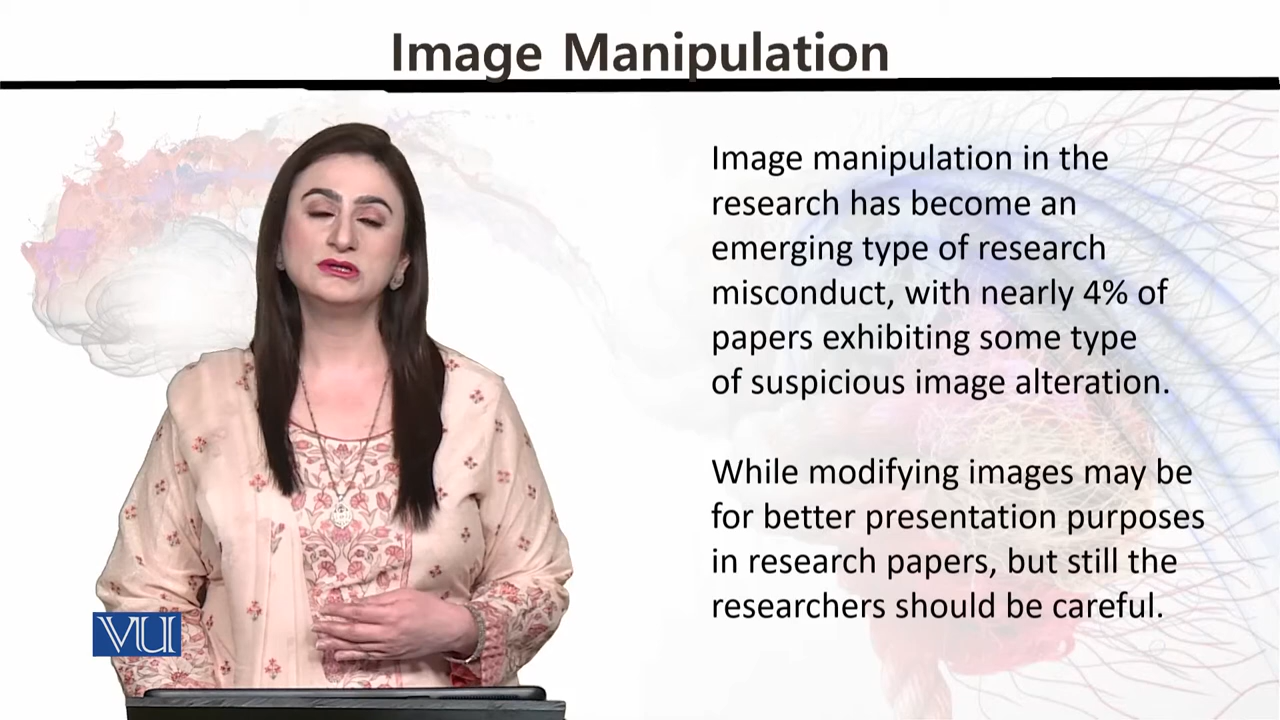 Image Manipulation
Image manipulation in the
research has become an
emerging type of research
misconduct, with nearly 4% of
papers exhibiting some type
of suspicious image alteration.
While modifying images may be
for better presentation purposes
in research papers, but still the
researchers should be careful.
VU